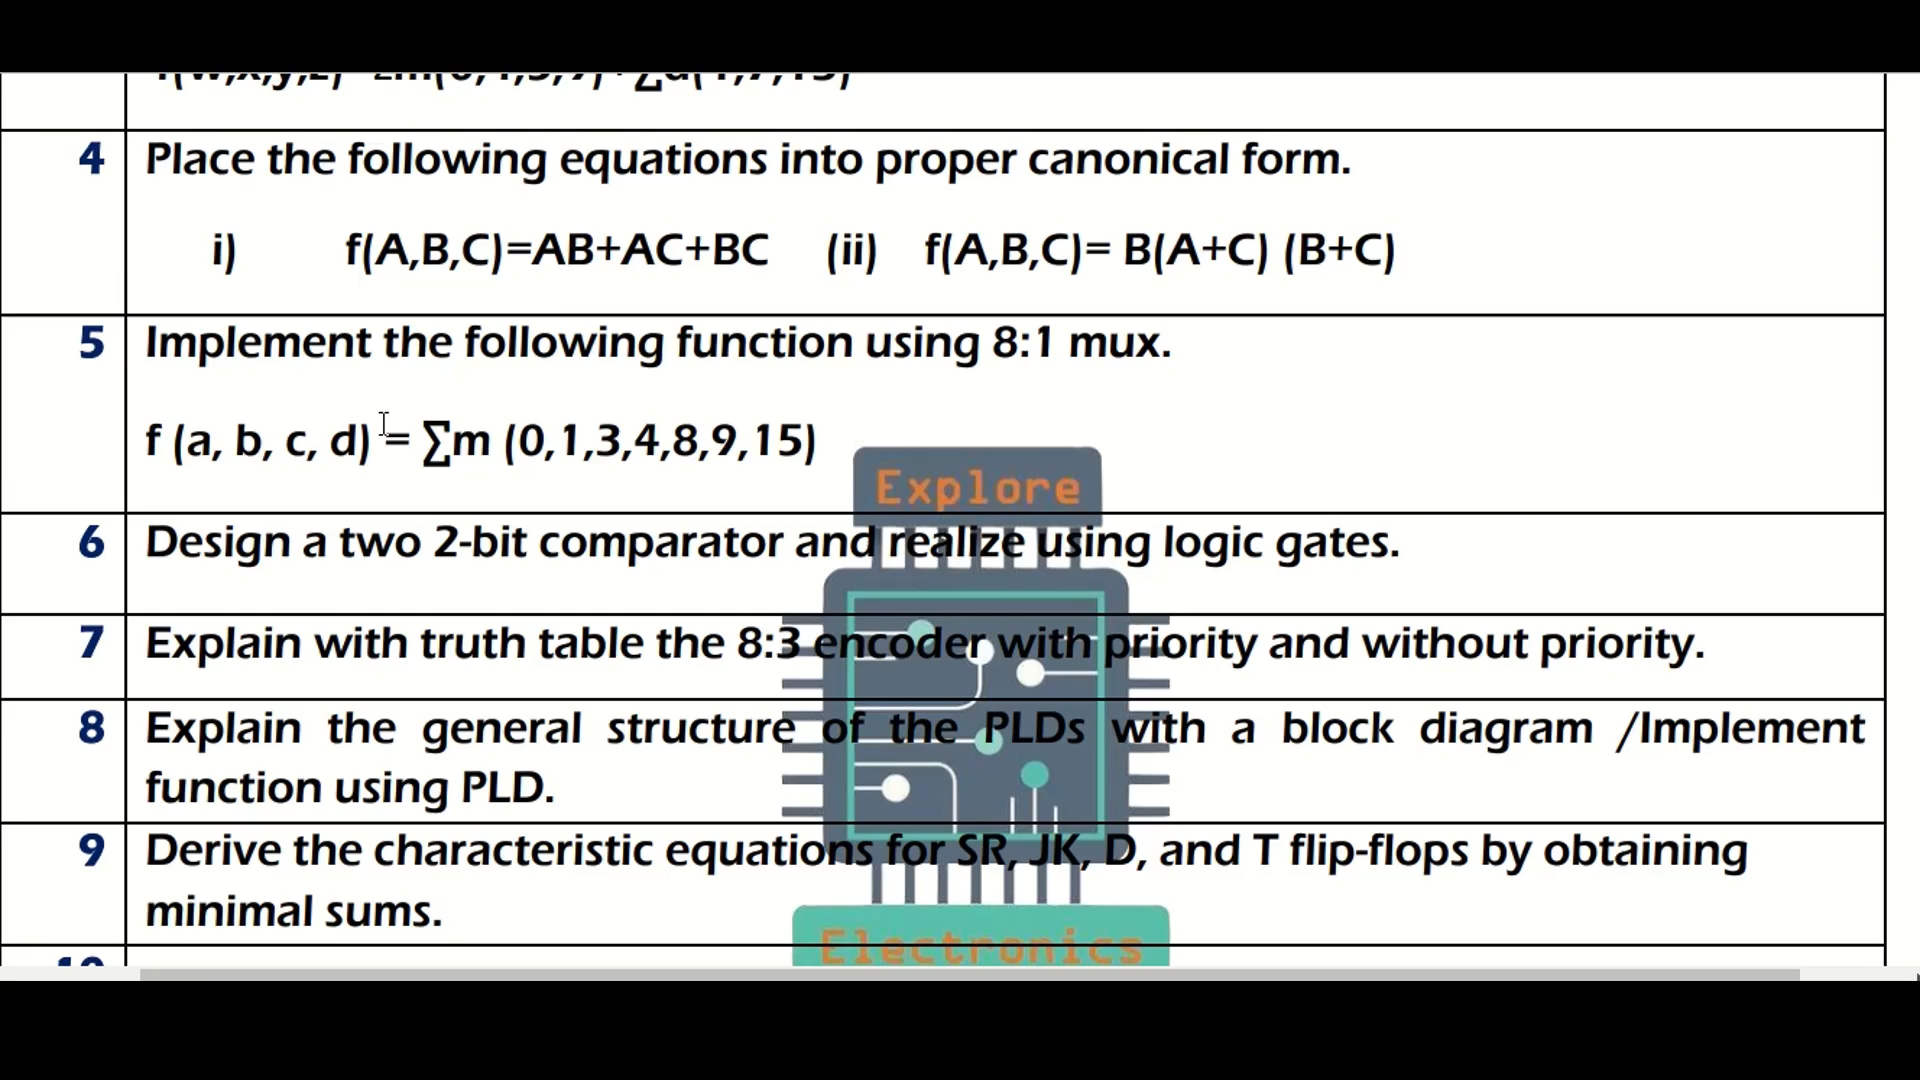 4 Place the following equations into proper canonical form.
i) f(A,B,C)=AB+AC+BC (ii) f(A,B,C)= B(A+C) (B+C)
5 Implement the following function using 8:1 mux.
f (a, b, c, d) = ∑m (0,1,3,4,8,9,15)
Explore
6 Design a two 2-bit comparator and realize using logic gates.
7 Explain with truth table the 8:3 encoder with priority and without priority.
8 Explain the general structure of the PLDs with a block diagram /Implement
function using PLD.
9 Derive the characteristic equations for SR, JK, D, and T flip-flops by obtaining
minimal sums.
Electronics